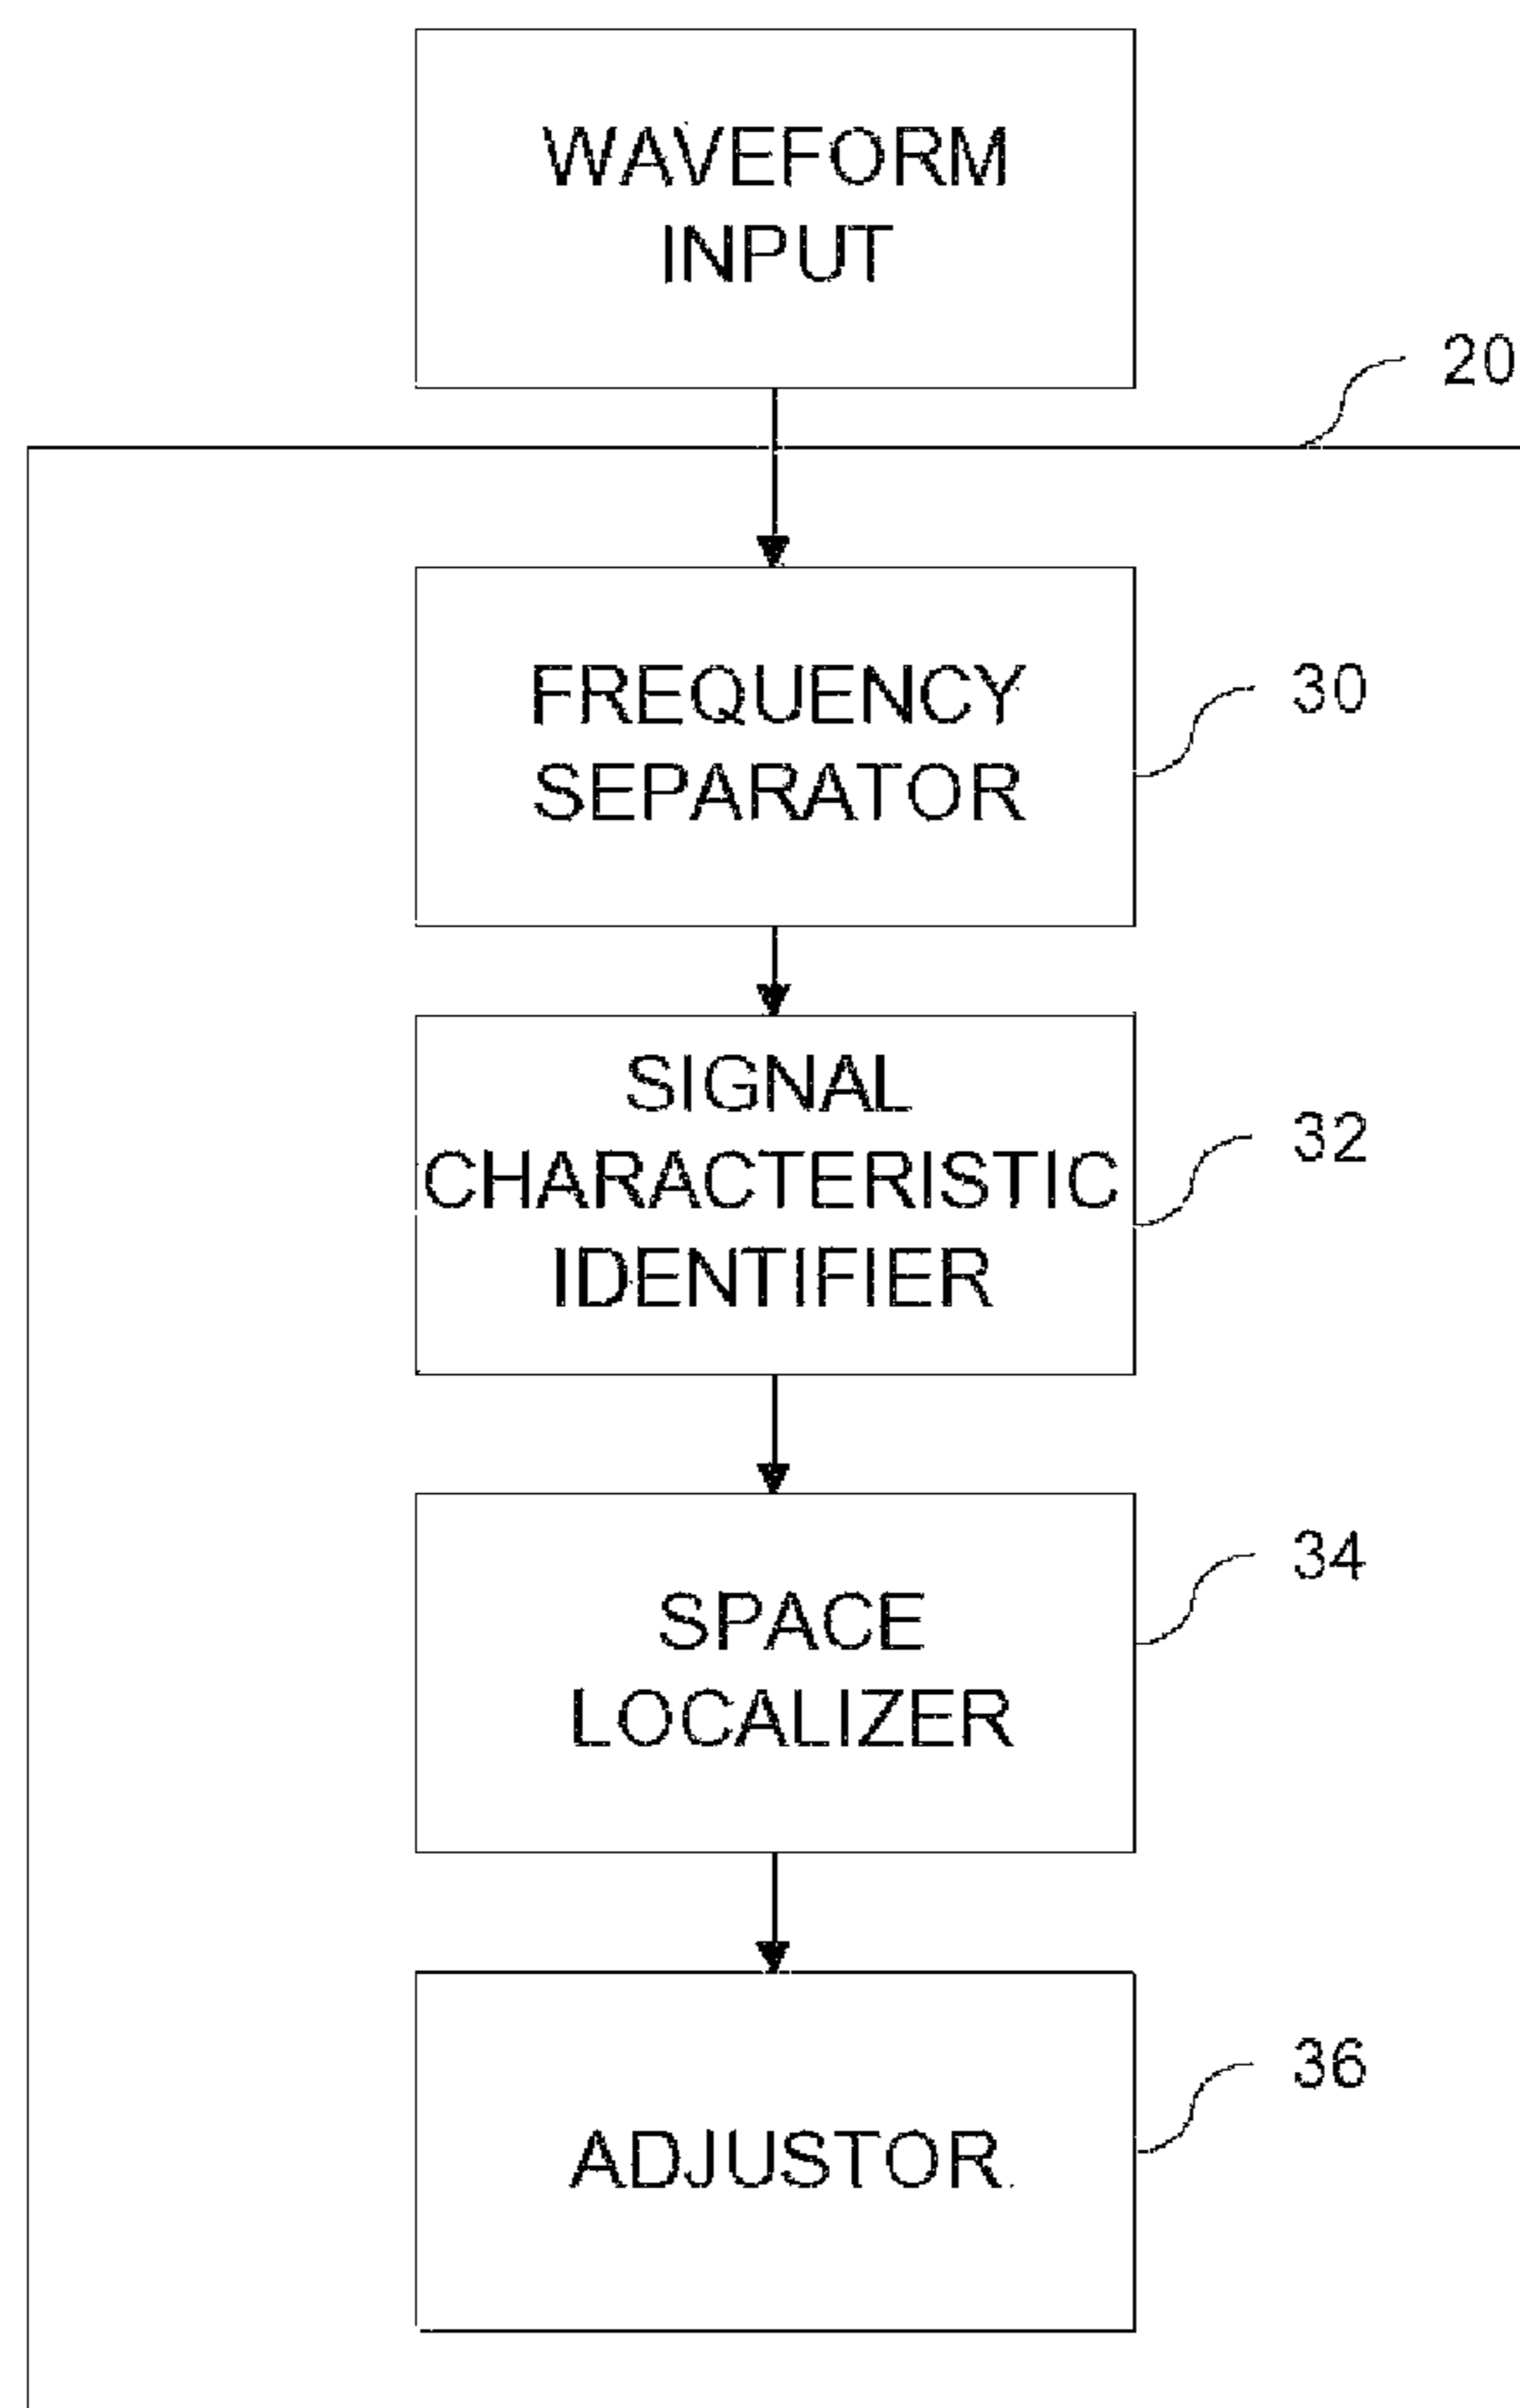 WAVEFORM
INPUT
20
FREQUENCY
SEPARATOR
30
SIGNAL
CHARACTERISTIC
IDENTIFIER
32
SPACE
LOCALIZER
34
ADJUSTOR
36